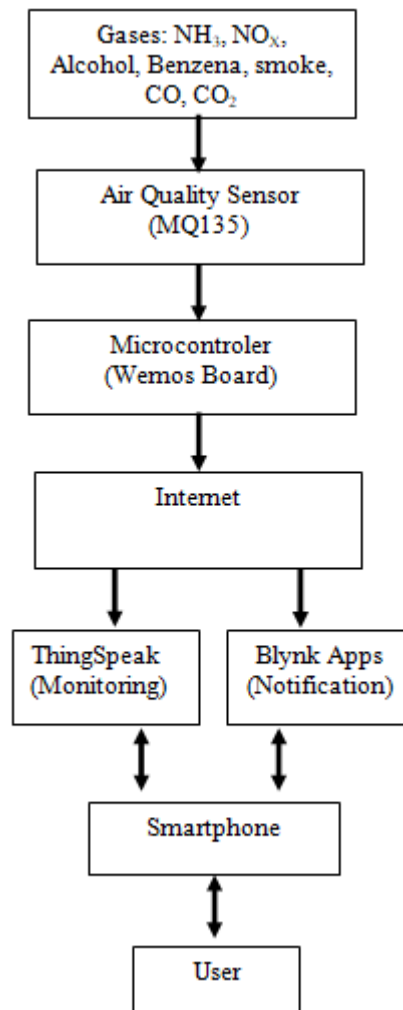 Gases: NH₃, NOₓ,
Alcohol, Benzena, smoke,
CO, CO₂
Air Quality Sensor
(MQ135)
Microcontroler
(Wemos Board)
Internet
ThingSpeak
(Monitoring)
Blynk Apps
(Notification)
Smartphone
User